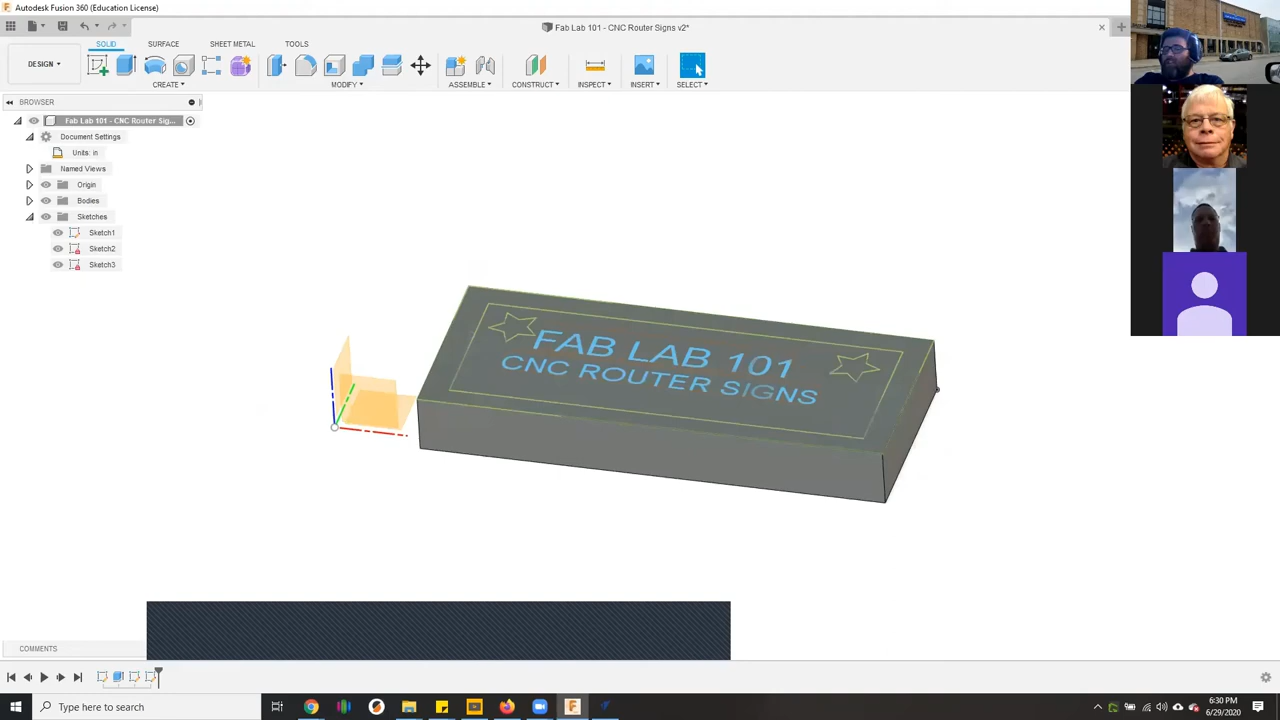 Autodesk Fusion 360 (Education License)
Fab Lab 101 - CNC Router Signs v2*
SOLID SURFACE SHEET METAL TOOLS
DESIGN
CREATE MODIFY ASSEMBLE CONSTRUCT INSPECT INSERT SELECT
BROWSER
Fab Lab 101 - CNC Router Sig...
Document Settings
Units: in
Named Views
Origin
Bodies
Sketches
Sketch1
Sketch2
Sketch3
FAB LAB 101
CNC ROUTER SIGNS
COMMENTS
Type here to search
6:30 PM
6/29/2020